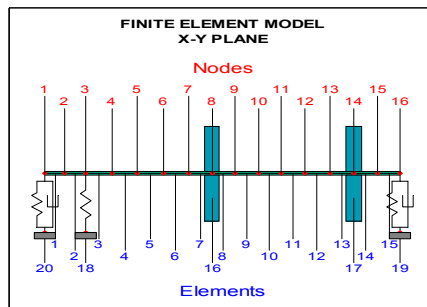 FINITE ELEMENT MODEL
X-Y PLANE
Nodes
1 2 3 4 5 6 7 8 9 10 11 12 13 14 15 16
1 2 3 4 5 6 7 8 9 10 11 12 13 14 15
20 18 16 17 19
Elements